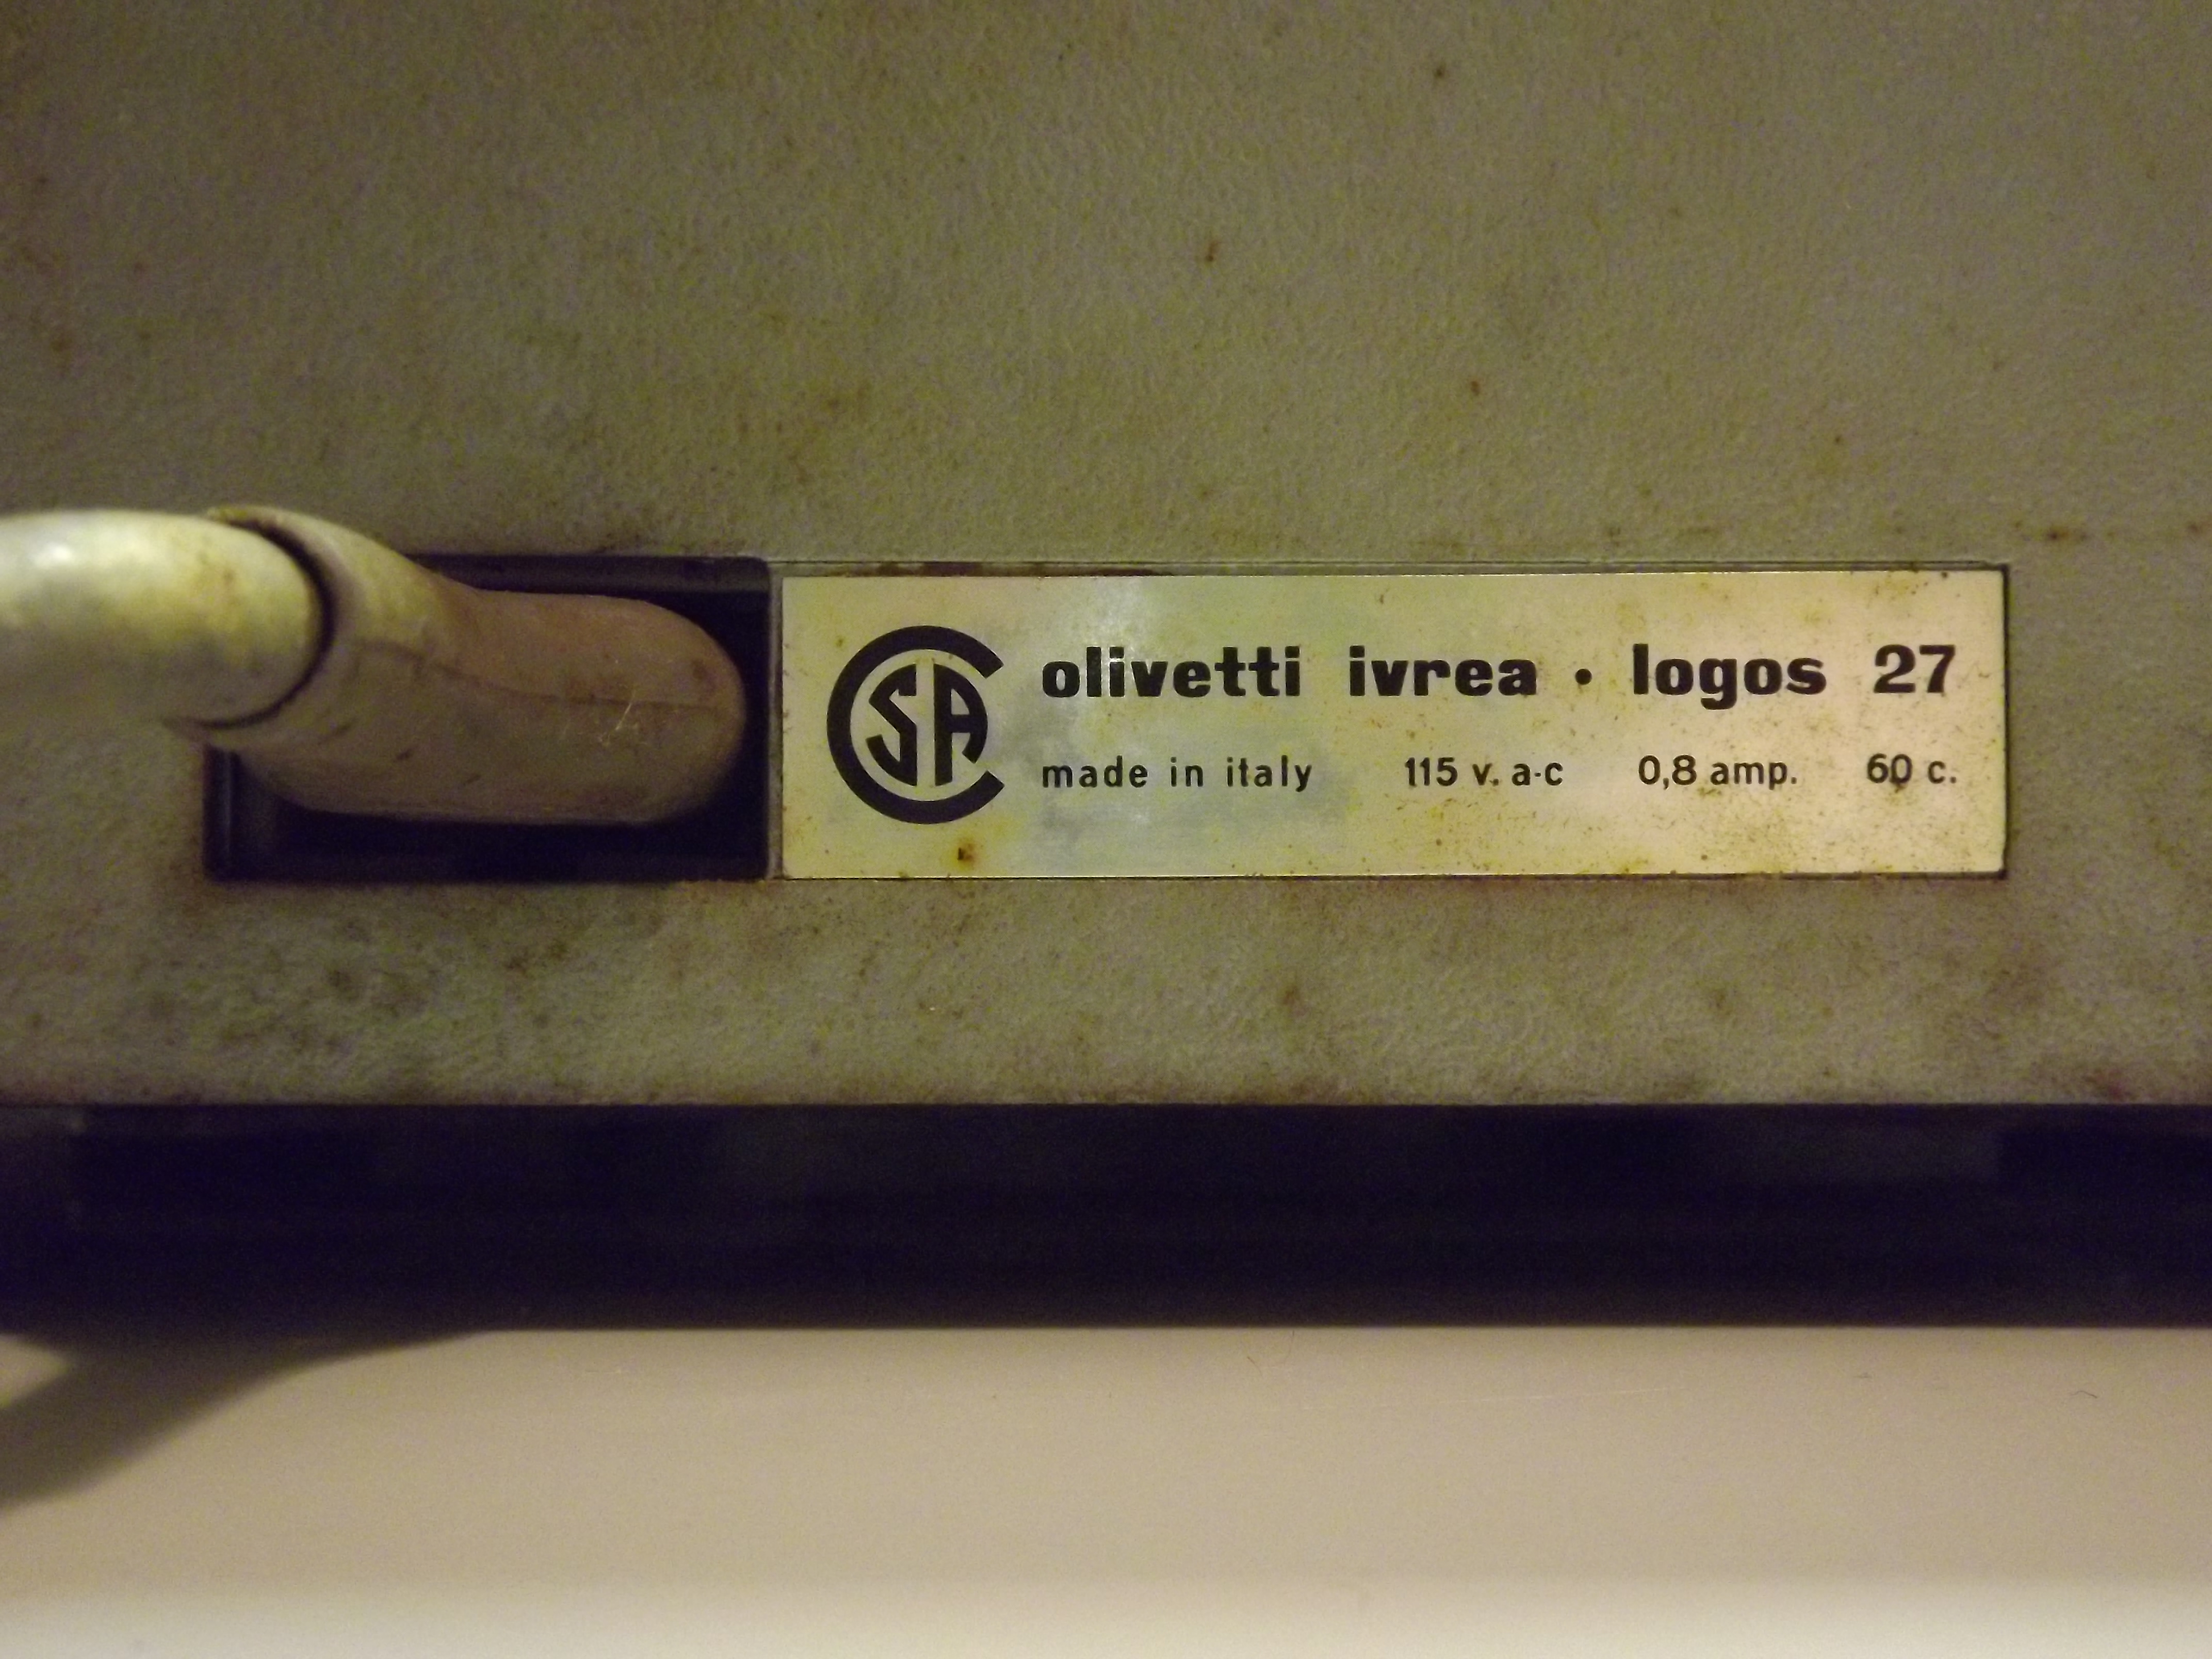 CSA
olivetti ivrea • logos 27
made in italy 115 v. a-c 0,8 amp. 60 c.